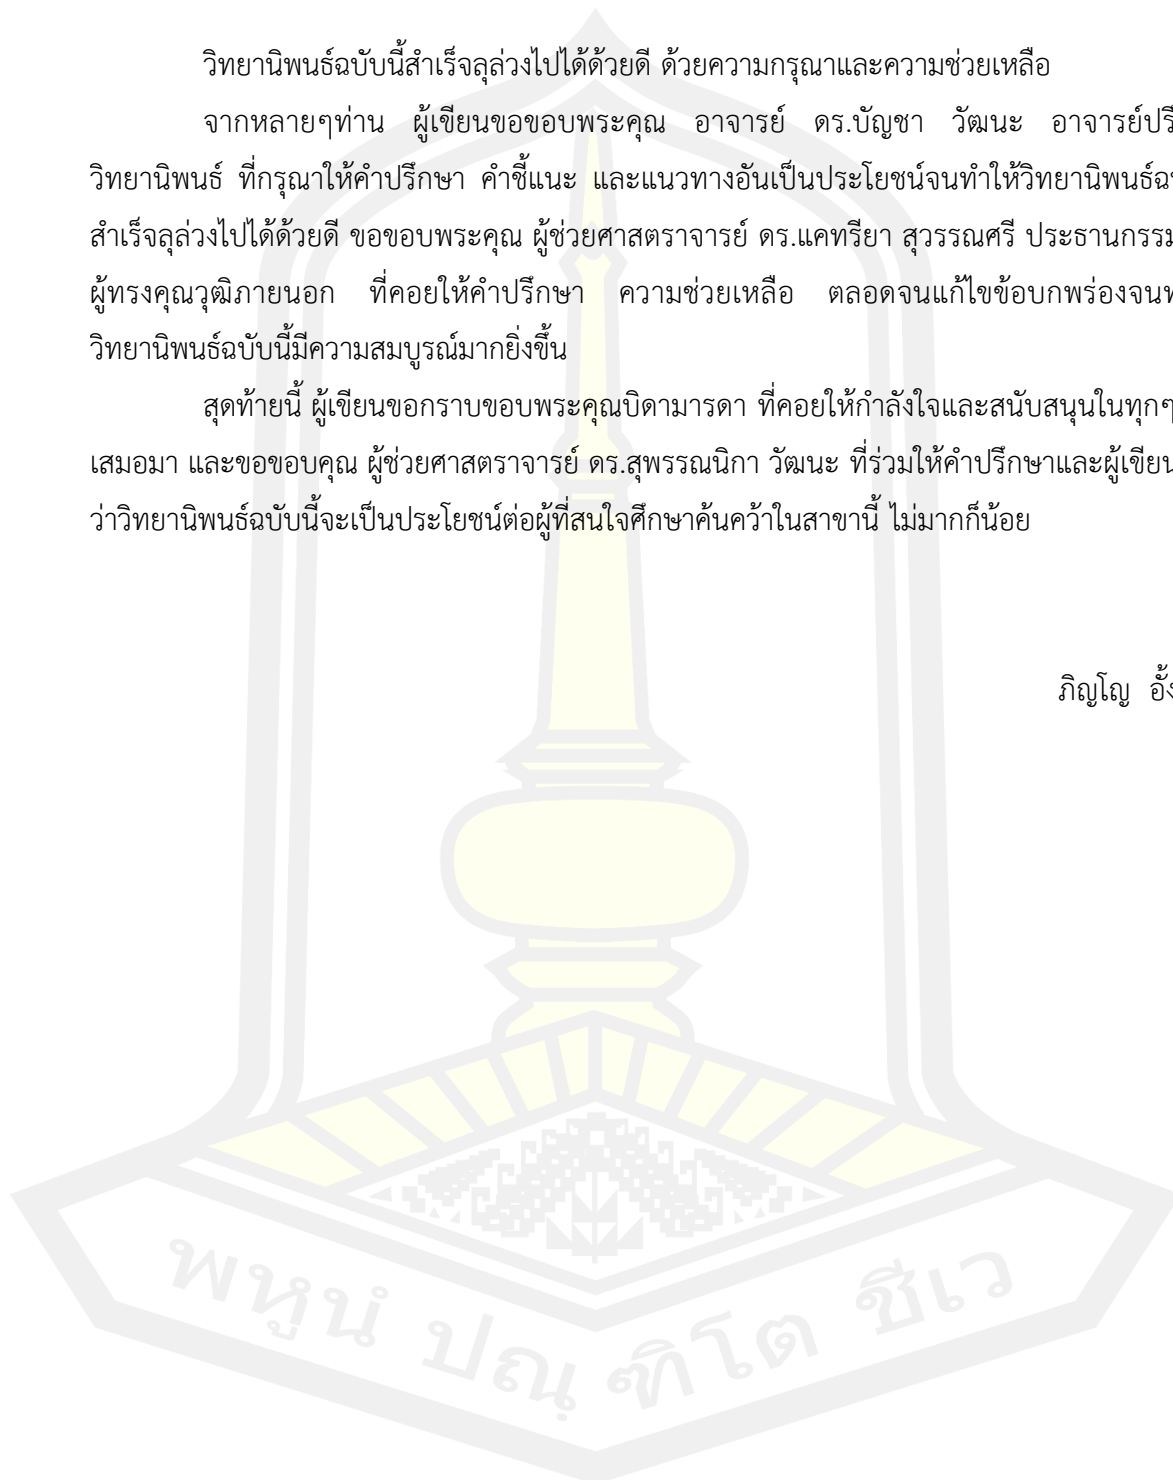 วิทยานิพนธ์ฉบับนี้สำเร็จลุล่วงไปได้ด้วยดี ด้วยความกรุณาและความช่วยเหลือ
จากหลายๆท่าน ผู้เขียนขอขอบพระคุณ อาจารย์ ดร.บัญชา วัฒนะ อาจารย์ปรึ
วิทยานิพนธ์ ที่กรุณาให้คำปรึกษา คำชี้แนะ และแนวทางอันเป็นประโยชน์จนทำให้วิทยานิพนธ์
สำเร็จลุล่วงไปได้ด้วยดี ขอขอบพระคุณ ผู้ช่วยศาสตราจารย์ ดร.แคทรียา สุวรรณศรี ประธานกรรม
ผู้ทรงคุณวุฒิภายนอก ที่คอยให้คำปรึกษา ความช่วยเหลือ ตลอดจนแก้ไขข้อบกพร่องจน
วิทยานิพนธ์ฉบับนี้มีความสมบูรณ์มากยิ่งขึ้น
สุดท้ายนี้ ผู้เขียนขอกราบขอบพระคุณบิดามารดา ที่คอยให้กำลังใจและสนับสนุนในทุกๆ
เสมอมา และขอขอบคุณ ผู้ช่วยศาสตราจารย์ ดร.สุพรรณนิกา วัฒนะ ที่ร่วมให้คำปรึกษาและผู้เขียน
ว่าวิทยานิพนธ์ฉบับนี้จะเป็นประโยชน์ต่อผู้ที่สนใจศึกษาค้นคว้าในสาขานี้ ไม่มากก็น้อย
ภิญโญ อั้ง
พหูนํ ปณฺฑิโต ชีเว